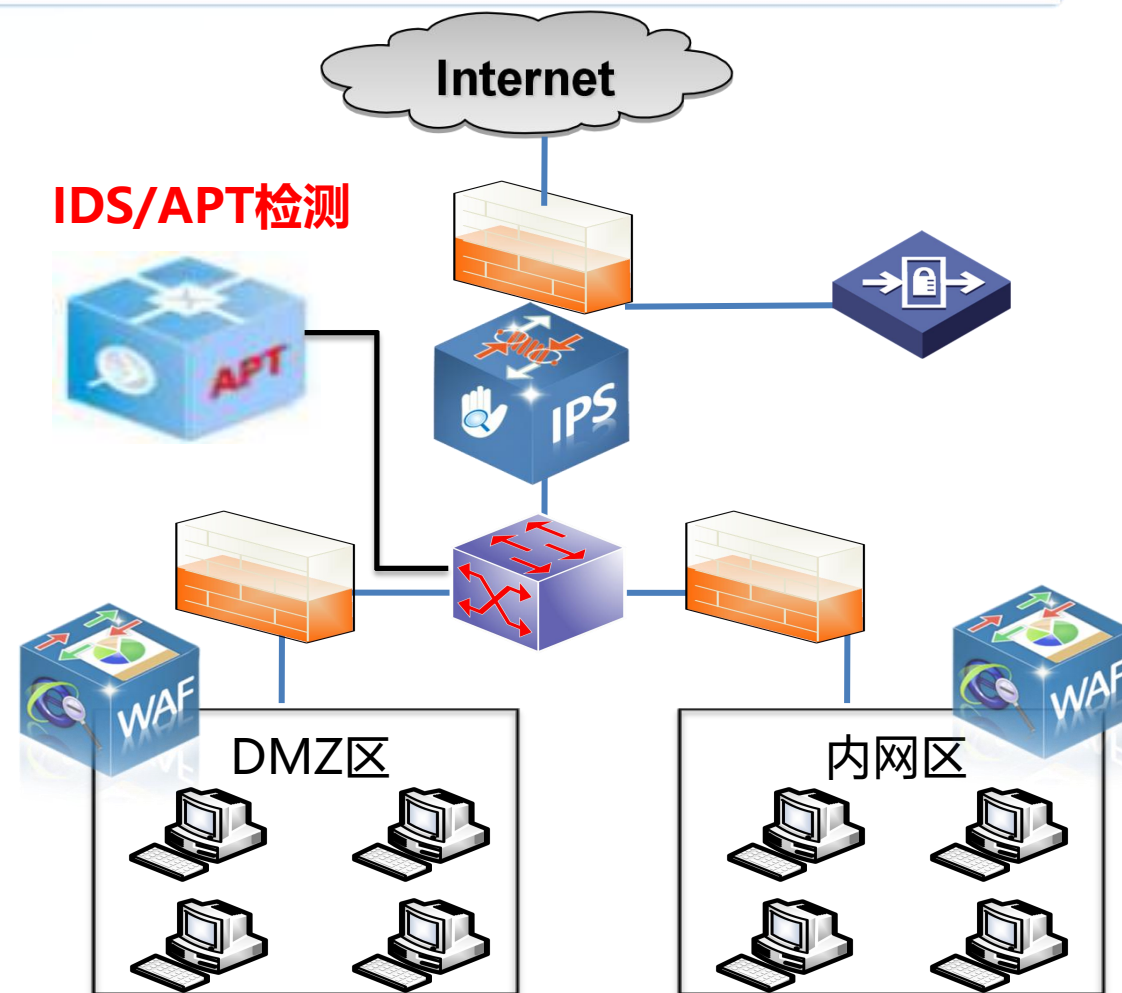 Internet
IDS/APT检测
APT
IPS
WAF
WAF
DMZ区
内网区